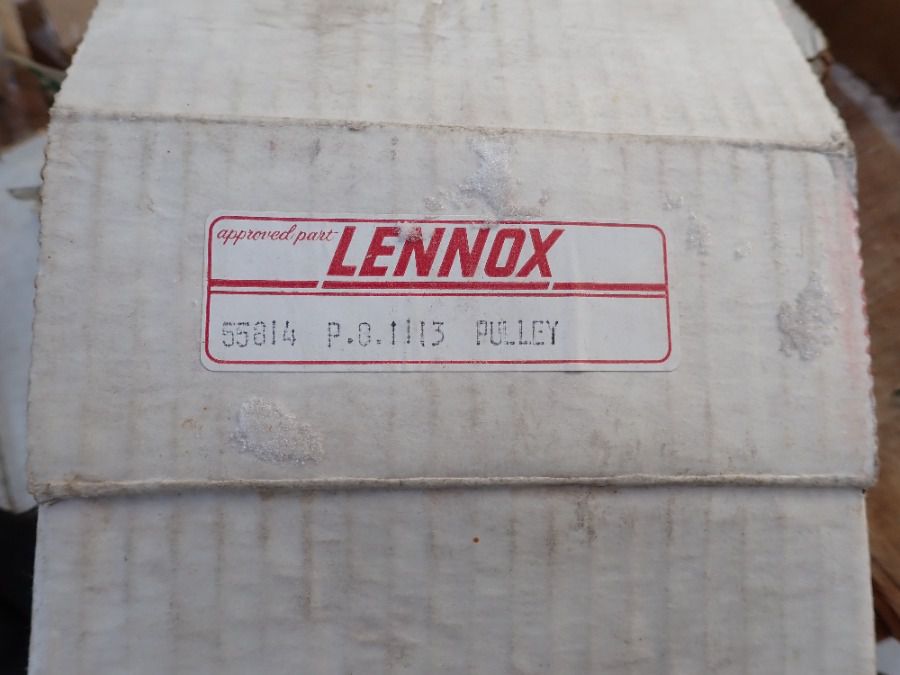 approved part LENNOX
55814 P.O.1113 PULLEY